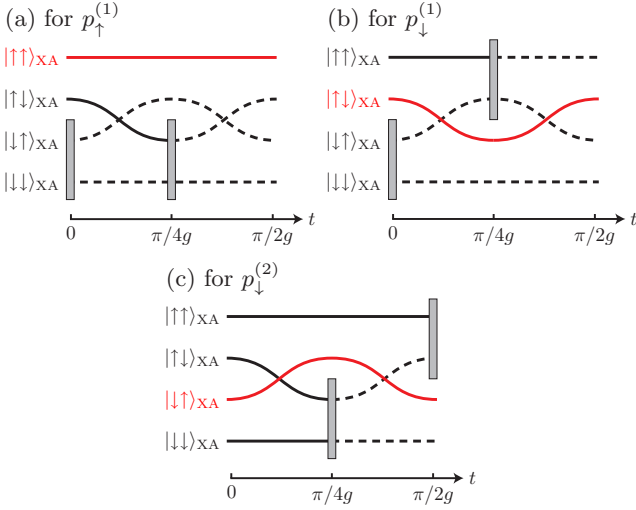 (a) for p↑^(1)
|↑↑⟩XA
|↑↓⟩XA
|↓↑⟩XA
|↓↓⟩XA
0 π/4g π/2g t
(b) for p↓^(1)
|↑↑⟩XA
|↑↓⟩XA
|↓↑⟩XA
|↓↓⟩XA
0 π/4g π/2g t
(c) for p↓^(2)
|↑↑⟩XA
|↑↓⟩XA
|↓↑⟩XA
|↓↓⟩XA
0 π/4g π/2g t